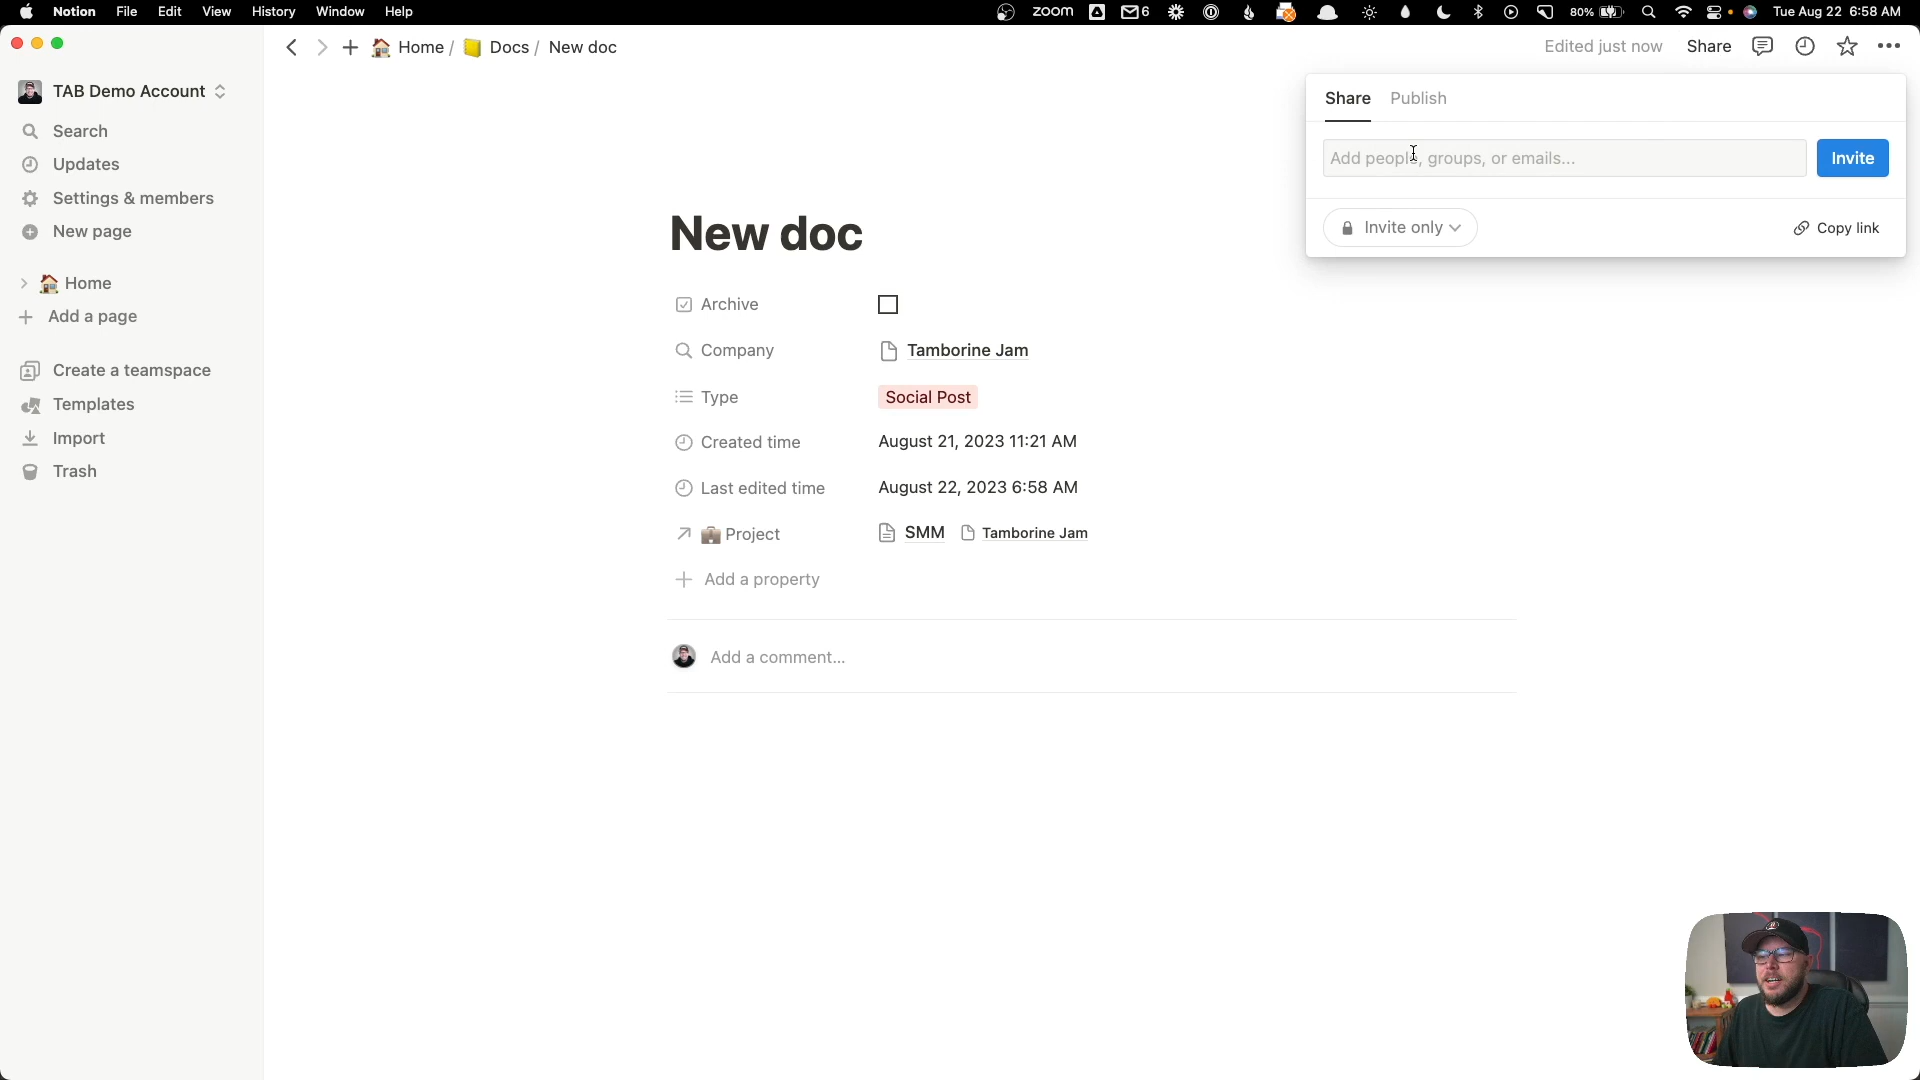 Notion File Edit View History Window Help
zoom 6 80% Tue Aug 22 6:58 AM
Home / Docs / New doc
Edited just now Share
TAB Demo Account
Search
Updates
Settings & members
New page
Home
Add a page
Create a teamspace
Templates
Import
Trash
Share Publish
Add people, groups, or emails...
Invite
Invite only
Copy link
New doc
Archive
Company Tamborine Jam
Type Social Post
Created time August 21, 2023 11:21 AM
Last edited time August 22, 2023 6:58 AM
Project SMM Tamborine Jam
Add a property
Add a comment...